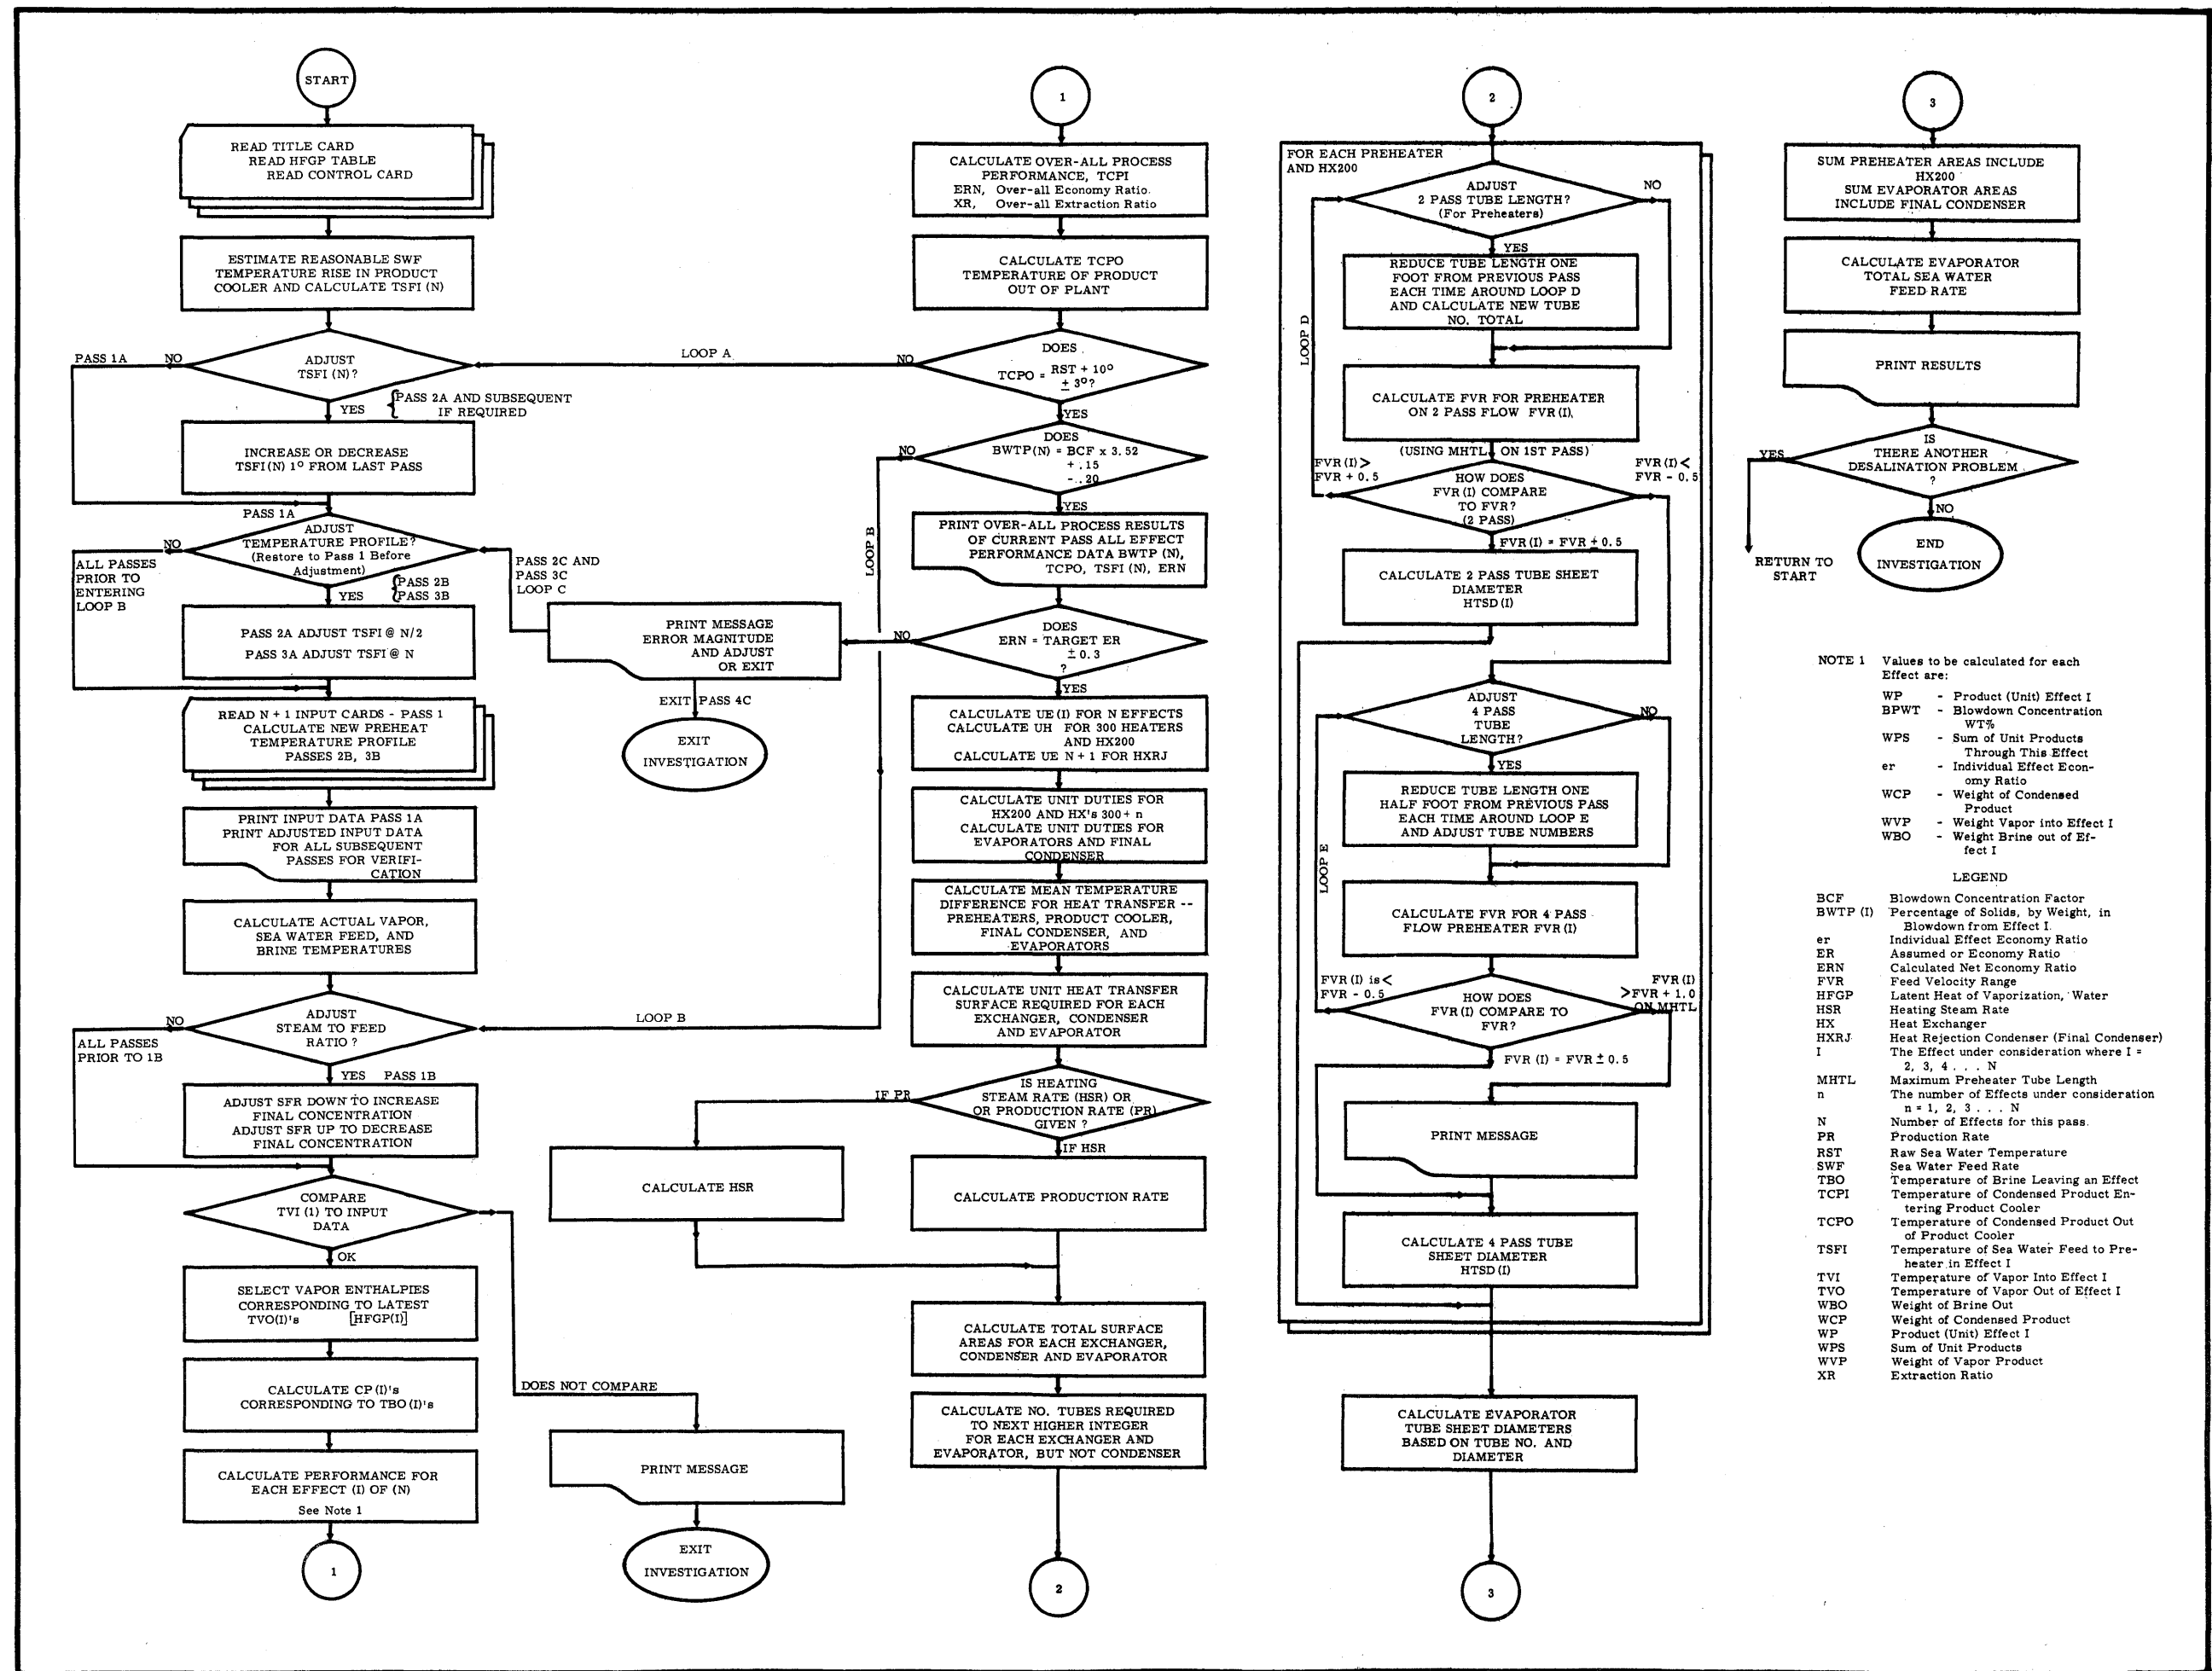 START
READ TITLE CARD
READ HFGP TABLE
READ CONTROL CARD
ESTIMATE REASONABLE SWF
TEMPERATURE RISE IN PRODUCT
COOLER AND CALCULATE TSFI (N)
PASS 1A
NO
ADJUST
TSFI (N)?
YES
{PASS 2A AND SUBSEQUENT
IF REQUIRED
INCREASE OR DECREASE
TSFI (N) 1° FROM LAST PASS
PASS 1A
ADJUST
TEMPERATURE PROFILE?
(Restore to Pass 1 Before
Adjustment)
NO
ALL PASSES
PRIOR TO
ENTERING
LOOP B
YES
{PASS 2B
PASS 3B
PASS 2A ADJUST TSFI @ N/2
PASS 3A ADJUST TSFI @ N
READ N + 1 INPUT CARDS - PASS 1
CALCULATE NEW PREHEAT
TEMPERATURE PROFILE
PASSES 2B, 3B
PRINT INPUT DATA PASS 1A
PRINT ADJUSTED INPUT DATA
FOR ALL SUBSEQUENT
PASSES FOR VERIFI-
CATION
CALCULATE ACTUAL VAPOR,
SEA WATER FEED, AND
BRINE TEMPERATURES
ADJUST
STEAM TO FEED
RATIO ?
NO
ALL PASSES
PRIOR TO 1B
YES PASS 1B
ADJUST SFR DOWN TO INCREASE
FINAL CONCENTRATION
ADJUST SFR UP TO DECREASE
FINAL CONCENTRATION
COMPARE
TVI (1) TO INPUT
DATA
OK
SELECT VAPOR ENTHALPIES
CORRESPONDING TO LATEST
TVO(I)'s [HFGP(I)]
CALCULATE CP (I)'s
CORRESPONDING TO TBO (I)'s
CALCULATE PERFORMANCE FOR
EACH EFFECT (I) OF (N)
See Note 1
1
LOOP A
PASS 2C AND
PASS 3C
LOOP C
PRINT MESSAGE
ERROR MAGNITUDE
AND ADJUST
OR EXIT
EXIT PASS 4C
EXIT
INVESTIGATION
LOOP B
LOOP B
IF PR
CALCULATE HSR
DOES NOT COMPARE
PRINT MESSAGE
EXIT
INVESTIGATION
1
CALCULATE OVER-ALL PROCESS
PERFORMANCE, TCPI
ERN, Over-all Economy Ratio.
XR, Over-all Extraction Ratio
CALCULATE TCPO
TEMPERATURE OF PRODUCT
OUT OF PLANT
NO
DOES
TCPO = RST + 10°
± 3°?
YES
NO
DOES
BWTP (N) = BCF x 3.52
+ .15
- .20
YES
PRINT OVER-ALL PROCESS RESULTS
OF CURRENT PASS ALL EFFECT
PERFORMANCE DATA BWTP (N),
TCPO, TSFI (N), ERN
NO
DOES
ERN = TARGET ER
± 0.3
?
YES
CALCULATE UE (I) FOR N EFFECTS
CALCULATE UH FOR 300 HEATERS
AND HX200
CALCULATE UE N + 1 FOR HXRJ
CALCULATE UNIT DUTIES FOR
HX200 AND HX's 300+ n
CALCULATE UNIT DUTIES FOR
EVAPORATORS AND FINAL
CONDENSER
CALCULATE MEAN TEMPERATURE
DIFFERENCE FOR HEAT TRANSFER --
PREHEATERS, PRODUCT COOLER,
FINAL CONDENSER, AND
EVAPORATORS
CALCULATE UNIT HEAT TRANSFER
SURFACE REQUIRED FOR EACH
EXCHANGER, CONDENSER
AND EVAPORATOR
IS HEATING
STEAM RATE (HSR) OR
OR PRODUCTION RATE (PR)
GIVEN ?
IF HSR
CALCULATE PRODUCTION RATE
CALCULATE TOTAL SURFACE
AREAS FOR EACH EXCHANGER,
CONDENSER AND EVAPORATOR
CALCULATE NO. TUBES REQUIRED
TO NEXT HIGHER INTEGER
FOR EACH EXCHANGER AND
EVAPORATOR, BUT NOT CONDENSER
2
2
FOR EACH PREHEATER
AND HX200
ADJUST
2 PASS TUBE LENGTH?
(For Preheaters)
NO
YES
LOOP D
REDUCE TUBE LENGTH ONE
FOOT FROM PREVIOUS PASS
EACH TIME AROUND LOOP D
AND CALCULATE NEW TUBE
NO. TOTAL
CALCULATE FVR FOR PREHEATER
ON 2 PASS FLOW FVR (I),
(USING MHTL ON 1ST PASS)
FVR (I) >
FVR + 0.5
FVR (I) <
FVR - 0.5
HOW DOES
FVR (I) COMPARE
TO FVR?
(2 PASS)
FVR (I) = FVR ± 0.5
CALCULATE 2 PASS TUBE SHEET
DIAMETER
HTSD (I)
ADJUST
4 PASS
TUBE
LENGTH?
NO
YES
REDUCE TUBE LENGTH ONE
HALF FOOT FROM PREVIOUS PASS
EACH TIME AROUND LOOP E
AND ADJUST TUBE NUMBERS
LOOP E
CALCULATE FVR FOR 4 PASS
FLOW PREHEATER FVR (I)
FVR (I) is <
FVR - 0.5
FVR (I)
>FVR + 1.0
ON MHTL
HOW DOES
FVR (I) COMPARE TO
FVR?
FVR (I) = FVR ± 0.5
PRINT MESSAGE
CALCULATE 4 PASS TUBE
SHEET DIAMETER
HTSD (I)
CALCULATE EVAPORATOR
TUBE SHEET DIAMETERS
BASED ON TUBE NO. AND
DIAMETER
3
3
SUM PREHEATER AREAS INCLUDE
HX200
SUM EVAPORATOR AREAS
INCLUDE FINAL CONDENSER
CALCULATE EVAPORATOR
TOTAL SEA WATER
FEED RATE
PRINT RESULTS
YES
IS
THERE ANOTHER
DESALINATION PROBLEM
?
NO
RETURN TO
START
END
INVESTIGATION
NOTE 1 Values to be calculated for each
Effect are:
WP - Product (Unit) Effect I
BPWT - Blowdown Concentration
WT%
WPS - Sum of Unit Products
Through This Effect
er - Individual Effect Econ-
omy Ratio
WCP - Weight of Condensed
Product
WVP - Weight Vapor into Effect I
WBO - Weight Brine out of Ef-
fect I
LEGEND
BCF Blowdown Concentration Factor
BWTP (I) Percentage of Solids, by Weight, in
Blowdown from Effect I.
er Individual Effect Economy Ratio
ER Assumed or Economy Ratio
ERN Calculated Net Economy Ratio
FVR Feed Velocity Range
HFGP Latent Heat of Vaporization, Water
HSR Heating Steam Rate
HX Heat Exchanger
HXRJ Heat Rejection Condenser (Final Condenser)
I The Effect under consideration where I =
2, 3, 4 . . . N
MHTL Maximum Preheater Tube Length
n The number of Effects under consideration
n = 1, 2, 3 . . . N
N Number of Effects for this pass.
PR Production Rate
RST Raw Sea Water Temperature
SWF Sea Water Feed Rate
TBO Temperature of Brine Leaving an Effect
TCPI Temperature of Condensed Product En-
tering Product Cooler
TCPO Temperature of Condensed Product Out
of Product Cooler
TSFI Temperature of Sea Water Feed to Pre-
heater in Effect I
TVI Temperature of Vapor Into Effect I
TVO Temperature of Vapor Out of Effect I
WBO Weight of Brine Out
WCP Weight of Condensed Product
WP Product (Unit) Effect I
WPS Sum of Unit Products
WVP Weight of Vapor Product
XR Extraction Ratio